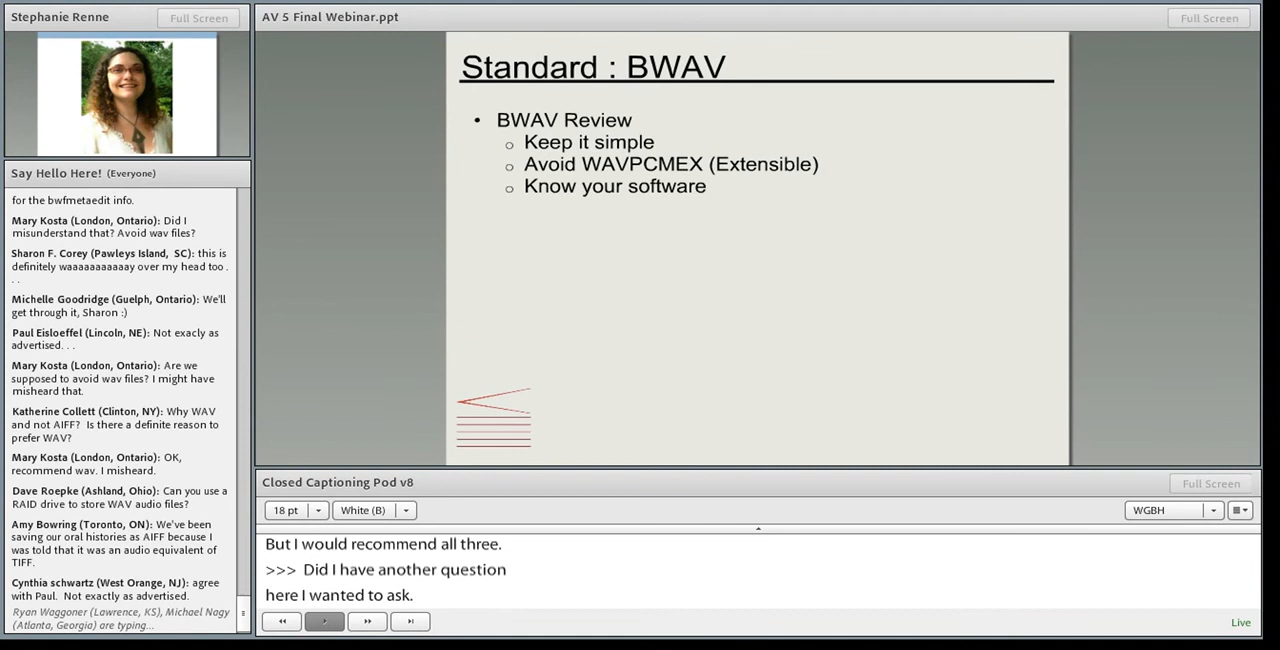 Stephanie Renne
Full Screen
Say Hello Here! (Everyone)
for the bwfmetaedit info.
Mary Kosta (London, Ontario): Did I
misunderstand that? Avoid wav files?
Sharon F. Corey (Pawleys Island, SC): this is
definitely waaaaaaaaaay over my head too .
. .
Michelle Goodridge (Guelph, Ontario): We'll
get through it, Sharon :)
Paul Eisloeffel (Lincoln, NE): Not exacly as
advertised. . .
Mary Kosta (London, Ontario): Are we
supposed to avoid wav files? I might have
misheard that.
Katherine Collett (Clinton, NY): Why WAV
and not AIFF? Is there a definite reason to
prefer WAV?
Mary Kosta (London, Ontario): OK,
recommend wav. I misheard.
Dave Roepke (Ashland, Ohio): Can you use a
RAID drive to store WAV audio files?
Amy Bowring (Toronto, ON): We've been
saving our oral histories as AIFF because I
was told that it was an audio equivalent of
TIFF.
Cynthia schwartz (West Orange, NJ): agree
with Paul. Not exactly as advertised.
Ryan Waggoner (Lawrence, KS), Michael Nagy
(Atlanta, Georgia) are typing...
AV 5 Final Webinar.ppt
Full Screen
Standard : BWAV
• BWAV Review
o Keep it simple
o Avoid WAVPCMEX (Extensible)
o Know your software
Closed Captioning Pod v8
Full Screen
18 pt
White (B)
WGBH
But I would recommend all three.
>>> Did I have another question
here I wanted to ask.
Live